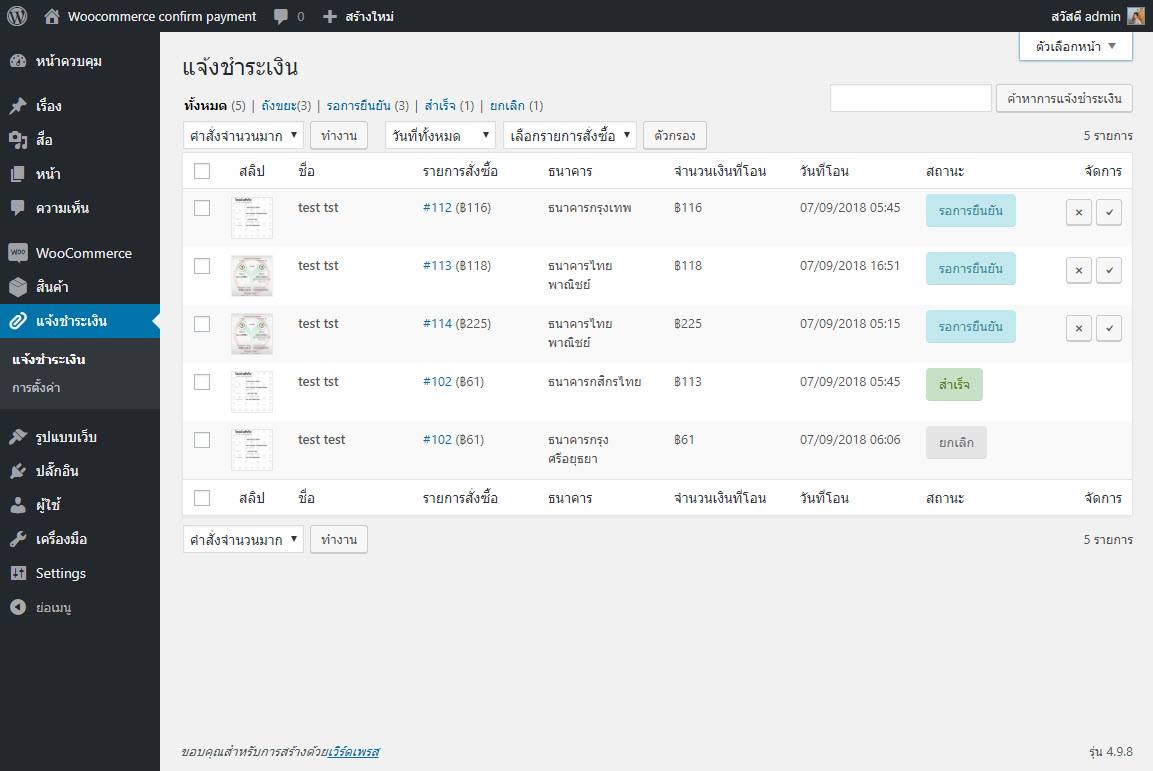 Woocommerce confirm payment 0 สร้างใหม่ สวัสดี admin
ตัวเลือกหน้า
หน้าควบคุม
เรื่อง
สื่อ
หน้า
ความเห็น
WooCommerce
สินค้า
แจ้งชำระเงิน
แจ้งชำระเงิน
การตั้งค่า
รูปแบบเว็บ
ปลั๊กอิน
ผู้ใช้
เครื่องมือ
Settings
ย่อเมนู
แจ้งชำระเงิน
ทั้งหมด (5) | ถังขยะ(3) | รอการยืนยัน (3) | สำเร็จ (1) | ยกเลิก (1)
ค้าหาการแจ้งชำระเงิน
คำสั่งจำนวนมาก ทำงาน วันที่ทั้งหมด เลือกรายการสั่งซื้อ ตัวกรอง 5 รายการ
สลิป ชื่อ รายการสั่งซื้อ ธนาคาร จำนวนเงินที่โอน วันที่โอน สถานะ จัดการ
test tst #112 (฿116) ธนาคารกรุงเทพ ฿116 07/09/2018 05:45 รอการยืนยัน
test tst #113 (฿118) ธนาคารไทย ฿118 07/09/2018 16:51 รอการยืนยัน
พาณิชย์
test tst #114 (฿225) ธนาคารไทย ฿225 07/09/2018 05:15 รอการยืนยัน
พาณิชย์
test tst #102 (฿61) ธนาคารกสิกรไทย ฿113 07/09/2018 05:45 สำเร็จ
test test #102 (฿61) ธนาคารกรุง ฿61 07/09/2018 06:06 ยกเลิก
ศรีอยุธยา
สลิป ชื่อ รายการสั่งซื้อ ธนาคาร จำนวนเงินที่โอน วันที่โอน สถานะ จัดการ
คำสั่งจำนวนมาก ทำงาน 5 รายการ
ขอบคุณสำหรับการสร้างด้วยเวิร์ดเพรส รุ่น 4.9.8